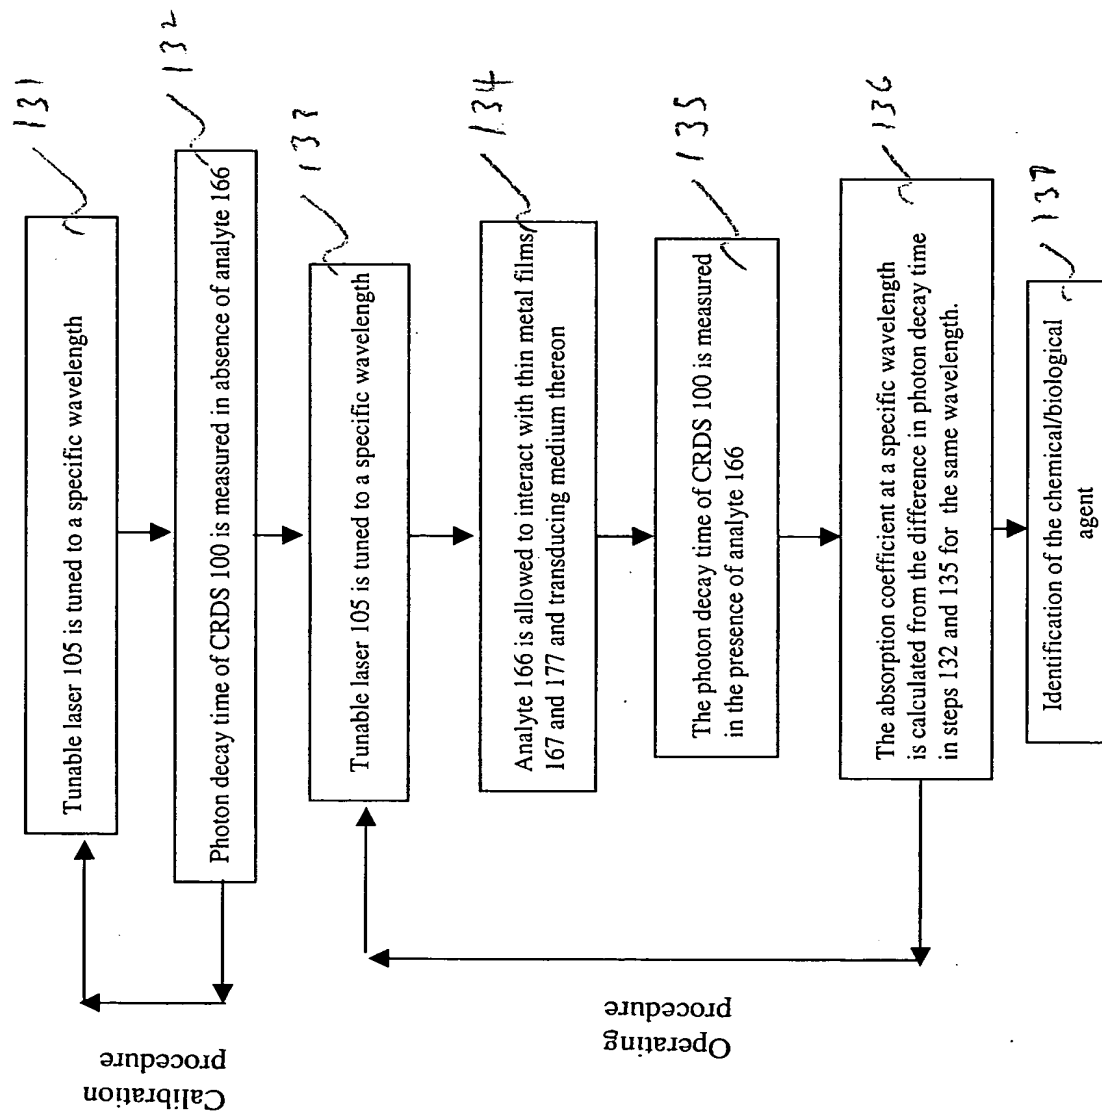 131
Tunable laser 105 is tuned to a specific wavelength
132
Photon decay time of CRDS 100 is measured in absence of analyte 166
Calibration
procedure
133
Tunable laser 105 is tuned to a specific wavelength
134
Analyte 166 is allowed to interact with thin metal films
167 and 177 and transducing medium thereon
135
The photon decay time of CRDS 100 is measured
in the presence of analyte 166
136
The absorption coefficient at a specific wavelength
is calculated from the difference in photon decay time
in steps 132 and 135 for the same wavelength.
Operating
procedure
137
Identification of the chemical/biological
agent